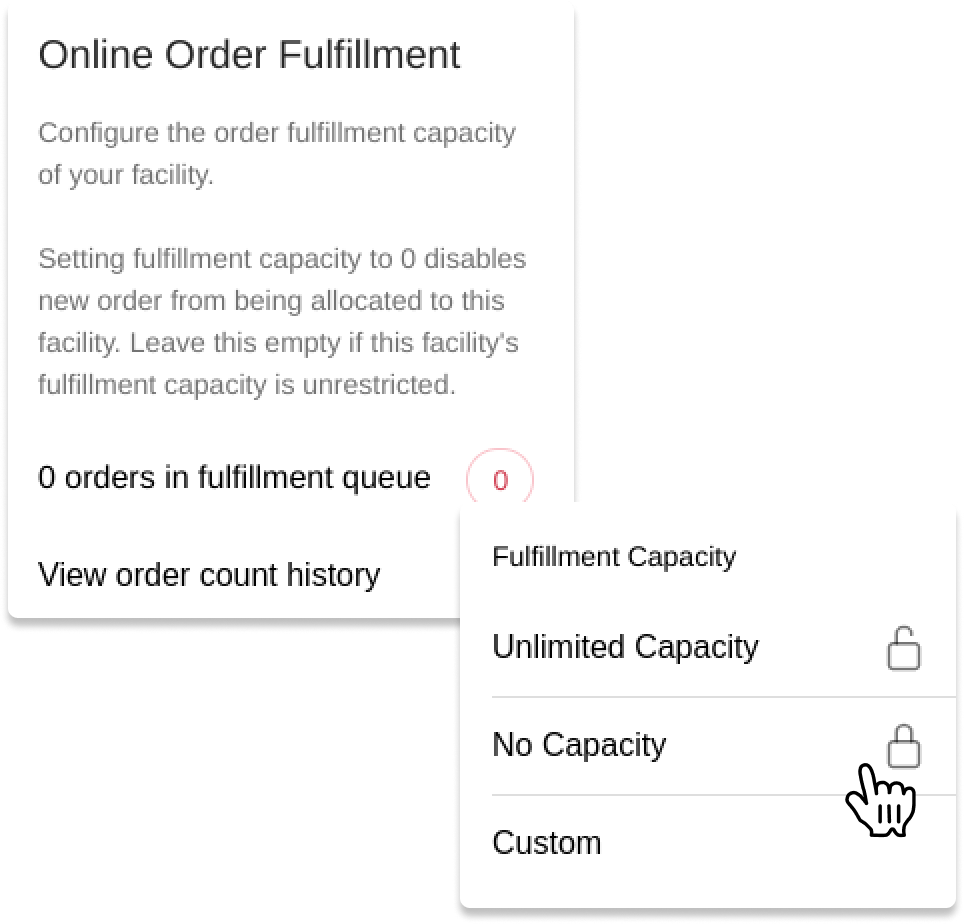 Online Order Fulfillment
Configure the order fulfillment capacity
of your facility.
Setting fulfillment capacity to 0 disables
new order from being allocated to this
facility. Leave this empty if this facility's
fulfillment capacity is unrestricted.
0 orders in fulfillment queue 0
View order count history
Fulfillment Capacity
Unlimited Capacity
No Capacity
Custom